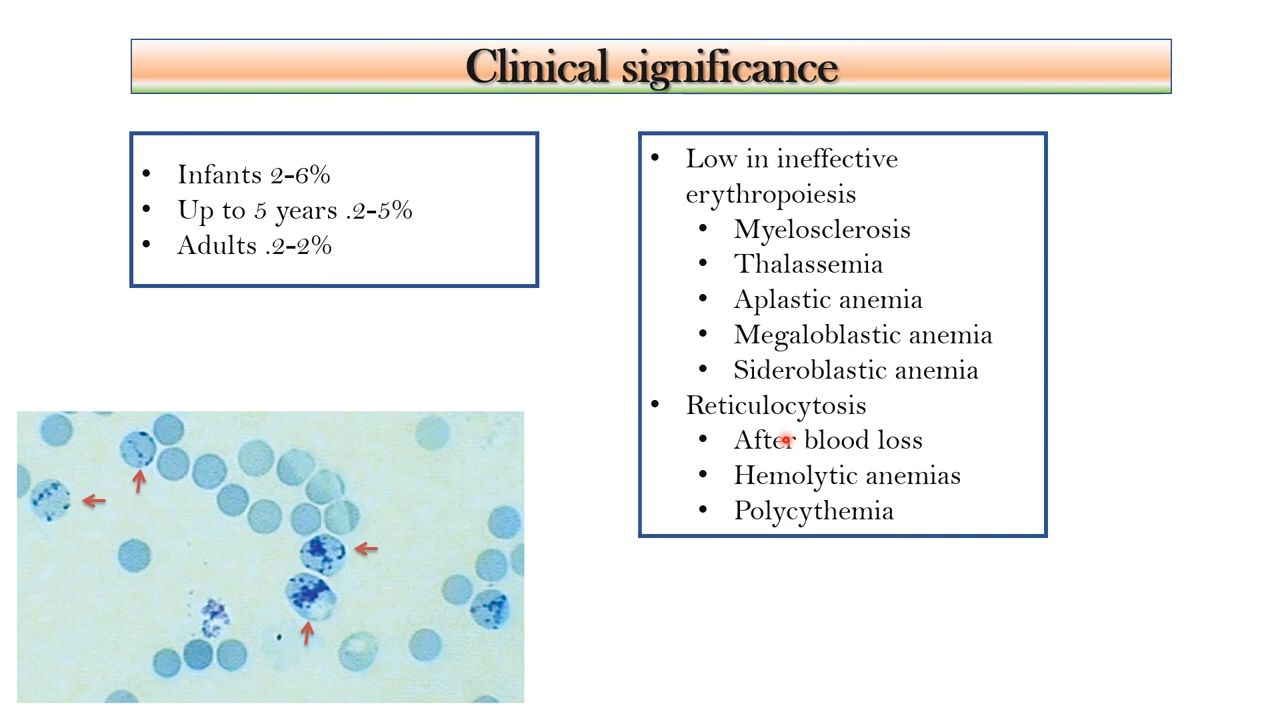 Clinical significance
• Infants 2-6%
• Up to 5 years .2-5%
• Adults .2-2%
• Low in ineffective
erythropoiesis
• Myelosclerosis
• Thalassemia
• Aplastic anemia
• Megaloblastic anemia
• Sideroblastic anemia
• Reticulocytosis
• After blood loss
• Hemolytic anemias
• Polycythemia